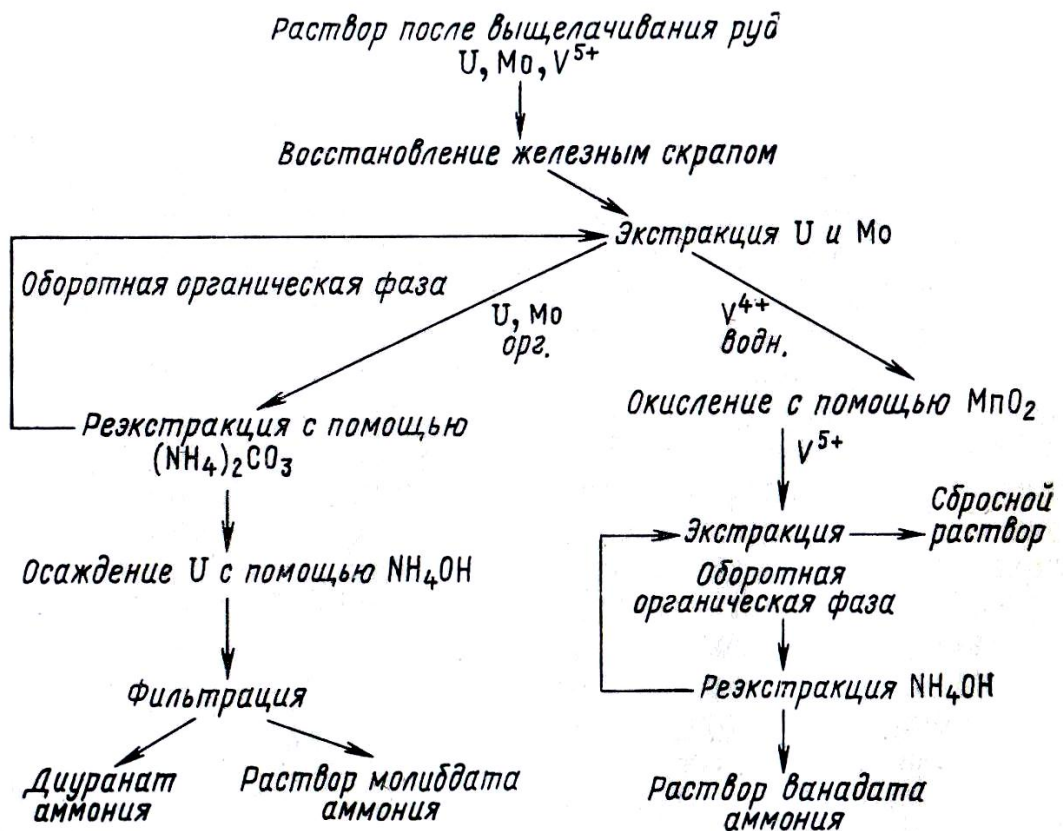 Раствор после выщелачивания руд
U, Mo, V⁵⁺
Восстановление железным скрапом
Экстракция U и Mo
Оборотная органическая фаза
U, Mo
орг.
V⁴⁺
водн.
Реэкстракция с помощью
(NH₄)₂CO₃
Окисление с помощью MnO₂
V⁵⁺
Экстракция
Сбросной
раствор
Осаждение U с помощью NH₄OH
Оборотная
органическая фаза
Фильтрация
Реэкстракция NH₄OH
Диуранат
аммония
Раствор молибдата
аммония
Раствор ванадата
аммония